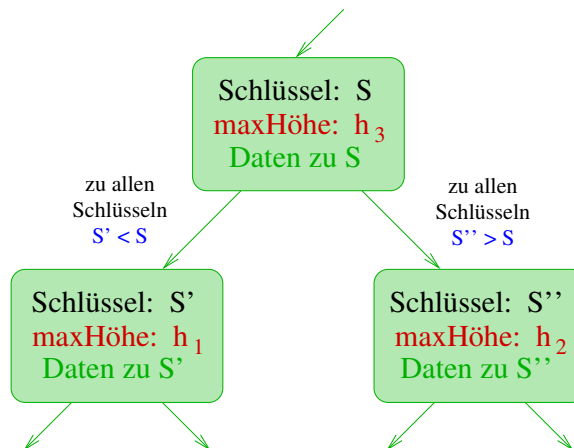 Schlüssel: S
maxHöhe: h 3
Daten zu S
zu allen
Schlüsseln
S' < S
zu allen
Schlüsseln
S'' > S
Schlüssel: S'
maxHöhe: h 1
Daten zu S'
Schlüssel: S''
maxHöhe: h 2
Daten zu S''